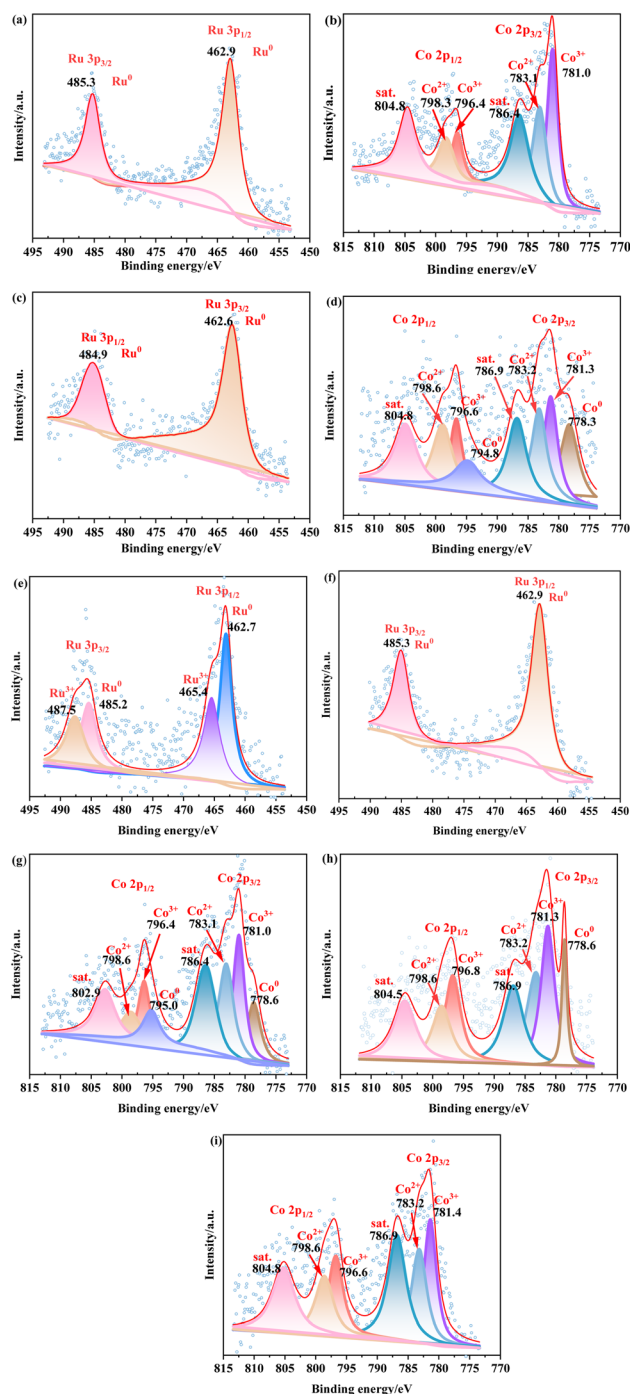 (a)
Ru 3p1/2
462.9 Ru⁰
Ru 3p3/2
485.3 Ru⁰
Intensity/a.u.
495 490 485 480 475 470 465 460 455 450
Binding energy/eV
(b)
Co 2p3/2
Co 2p1/2
Co³⁺
781.0
Co²⁺
783.1
sat.
804.8
Co²⁺
798.3
Co³⁺
796.4
sat.
786.4
Intensity/a.u.
815 810 805 800 795 790 785 780 775 770
Binding energy/eV
(c)
Ru 3p3/2
462.6 Ru⁰
Ru 3p1/2
484.9 Ru⁰
Intensity/a.u.
495 490 485 480 475 470 465 460 455 450
Binding energy/eV
(d)
Co 2p1/2
Co 2p3/2
Co²⁺
798.6
sat.
804.8
Co³⁺
796.6
Co⁰
794.8
sat.
786.9
Co²⁺
783.2
Co³⁺
781.3
Co⁰
778.3
Intensity/a.u.
815 810 805 800 795 790 785 780 775 770
Binding energy/eV
(e)
Ru 3p1/2
Ru⁰
462.7
Ru 3p3/2
Ru³⁺
487.5
Ru⁰
485.2
Ru³⁺
465.4
Intensity/a.u.
495 490 485 480 475 470 465 460 455 450
Binding energy/eV
(f)
Ru 3p1/2
462.9 Ru⁰
Ru 3p3/2
485.3 Ru⁰
Intensity/a.u.
490 485 480 475 470 465 460 455
Binding energy/eV
(g)
Co 2p3/2
Co 2p1/2
Co³⁺
796.4
Co²⁺
798.6
sat.
802.9
Co⁰
795.0
sat.
786.4
Co²⁺
783.1
Co³⁺
781.0
Co⁰
778.6
Intensity/a.u.
815 810 805 800 795 790 785 780 775 770
Binding energy/eV
(h)
Co 2p3/2
Co 2p1/2
Co³⁺
781.3
Co²⁺
783.2
Co⁰
778.6
Co²⁺
798.6
Co³⁺
796.8
sat.
804.5
sat.
786.9
Intensity/a.u.
815 810 805 800 795 790 785 780 775 770
Binding energy/eV
(i)
Co 2p3/2
Co 2p1/2
Co²⁺
783.2
Co³⁺
781.4
sat.
786.9
Co²⁺
798.6
Co³⁺
796.6
sat.
804.8
Intensity/a.u.
815 810 805 800 795 790 785 780 775 770
Binding energy/eV